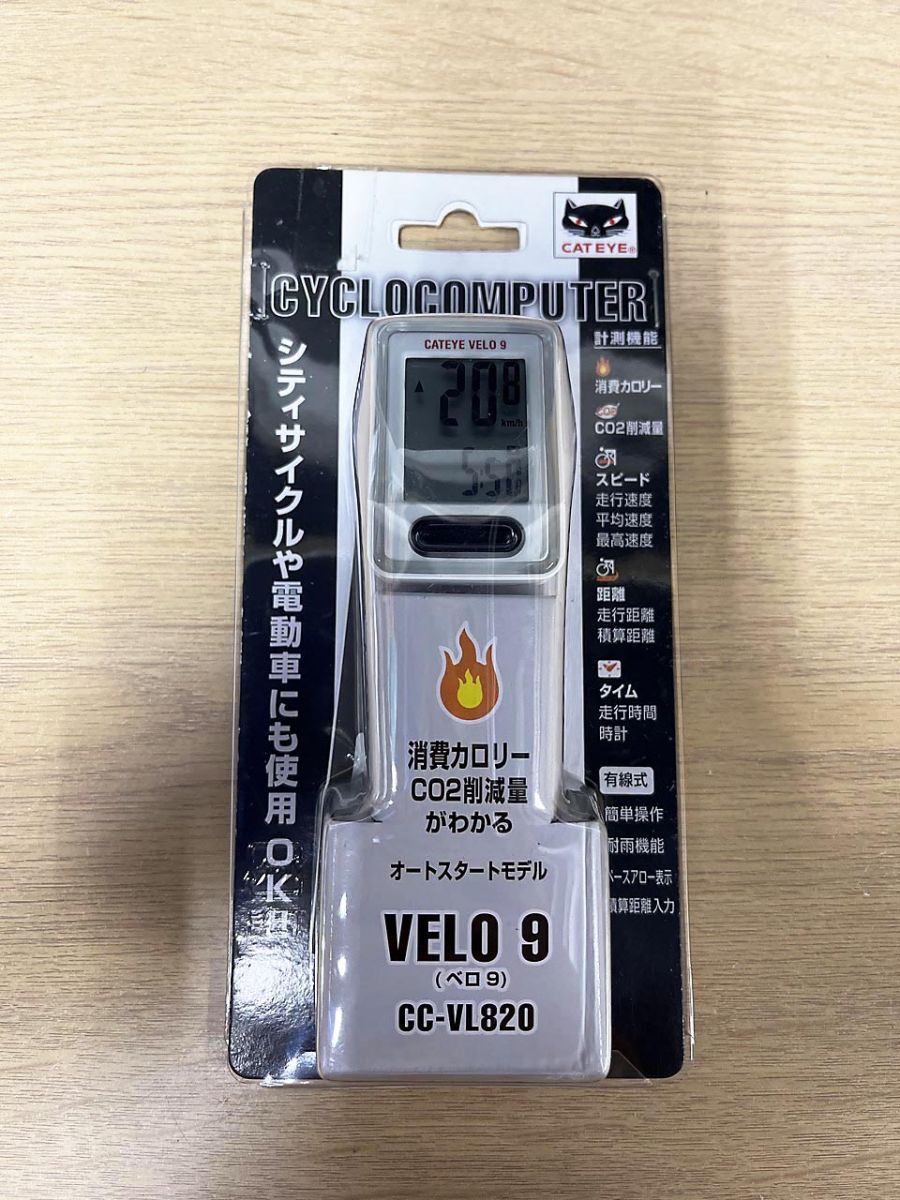 CATEYE®
CYCLOCOMPUTER
シティサイクルや電動車にも使用OK!!
CATEYE VELO 9
20.8
km/h
5:50
計測機能
消費カロリー
CO2
CO2削減量
スピード
走行速度
平均速度
最高速度
距離
走行距離
積算距離
タイム
走行時間
時計
有線式
簡単操作
耐雨機能
ペースアロー表示
積算距離入力
消費カロリー
CO2削減量
がわかる
オートスタートモデル
VELO 9
(ベロ9)
CC-VL820